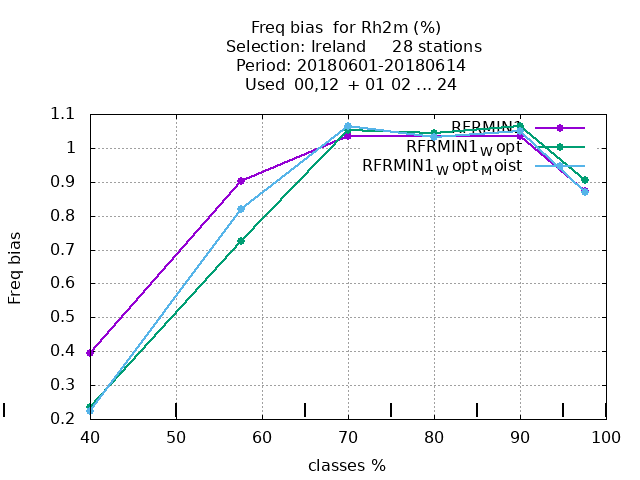 Freq bias  for Rh2m (%)
Selection: Ireland     28 stations
Period: 20180601-20180614
Used  00,12  + 01 02 ... 24
1.1
1
0.9
0.8
0.7
0.6
0.5
0.4
0.3
0.2
Freq bias
RFRMIN1
RFRMIN1Wopt
RFRMIN1WoptMoist
40 50 60 70 80 90 100
classes %